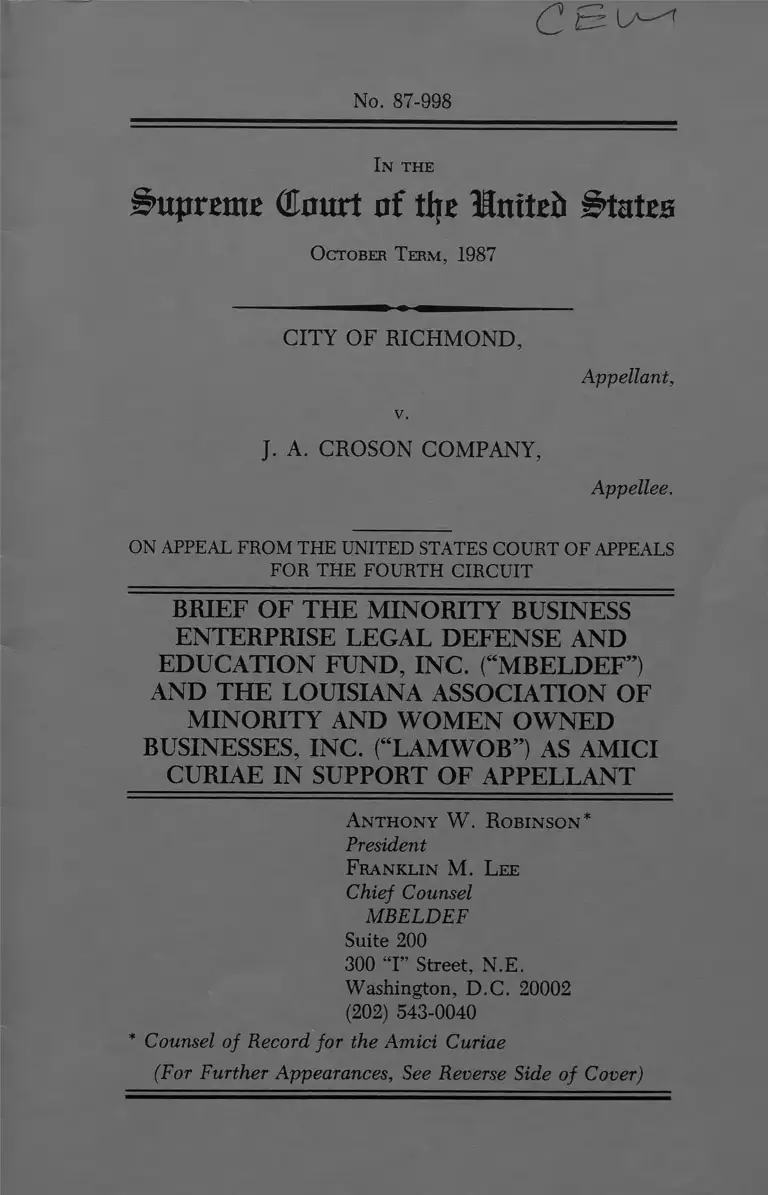 CEW
No. 87-998
In the
Supreme Court of the United States
October Term, 1987
CITY OF RICHMOND,
Appellant,
v.
J. A. CROSON COMPANY,
Appellee.
ON APPEAL FROM THE UNITED STATES COURT OF APPEALS
FOR THE FOURTH CIRCUIT
BRIEF OF THE MINORITY BUSINESS
ENTERPRISE LEGAL DEFENSE AND
EDUCATION FUND, INC. (“MBELDEF”)
AND THE LOUISIANA ASSOCIATION OF
MINORITY AND WOMEN OWNED
BUSINESSES, INC. (“LAMWOB”) AS AMICI
CURIAE IN SUPPORT OF APPELLANT
Anthony W. Robinson*
President
Franklin M. Lee
Chief Counsel
MBELDEF
Suite 200
300 “I” Street, N.E.
Washington, D.C. 20002
(202) 543-0040
* Counsel of Record for the Amici Curiae
(For Further Appearances, See Reverse Side of Cover)